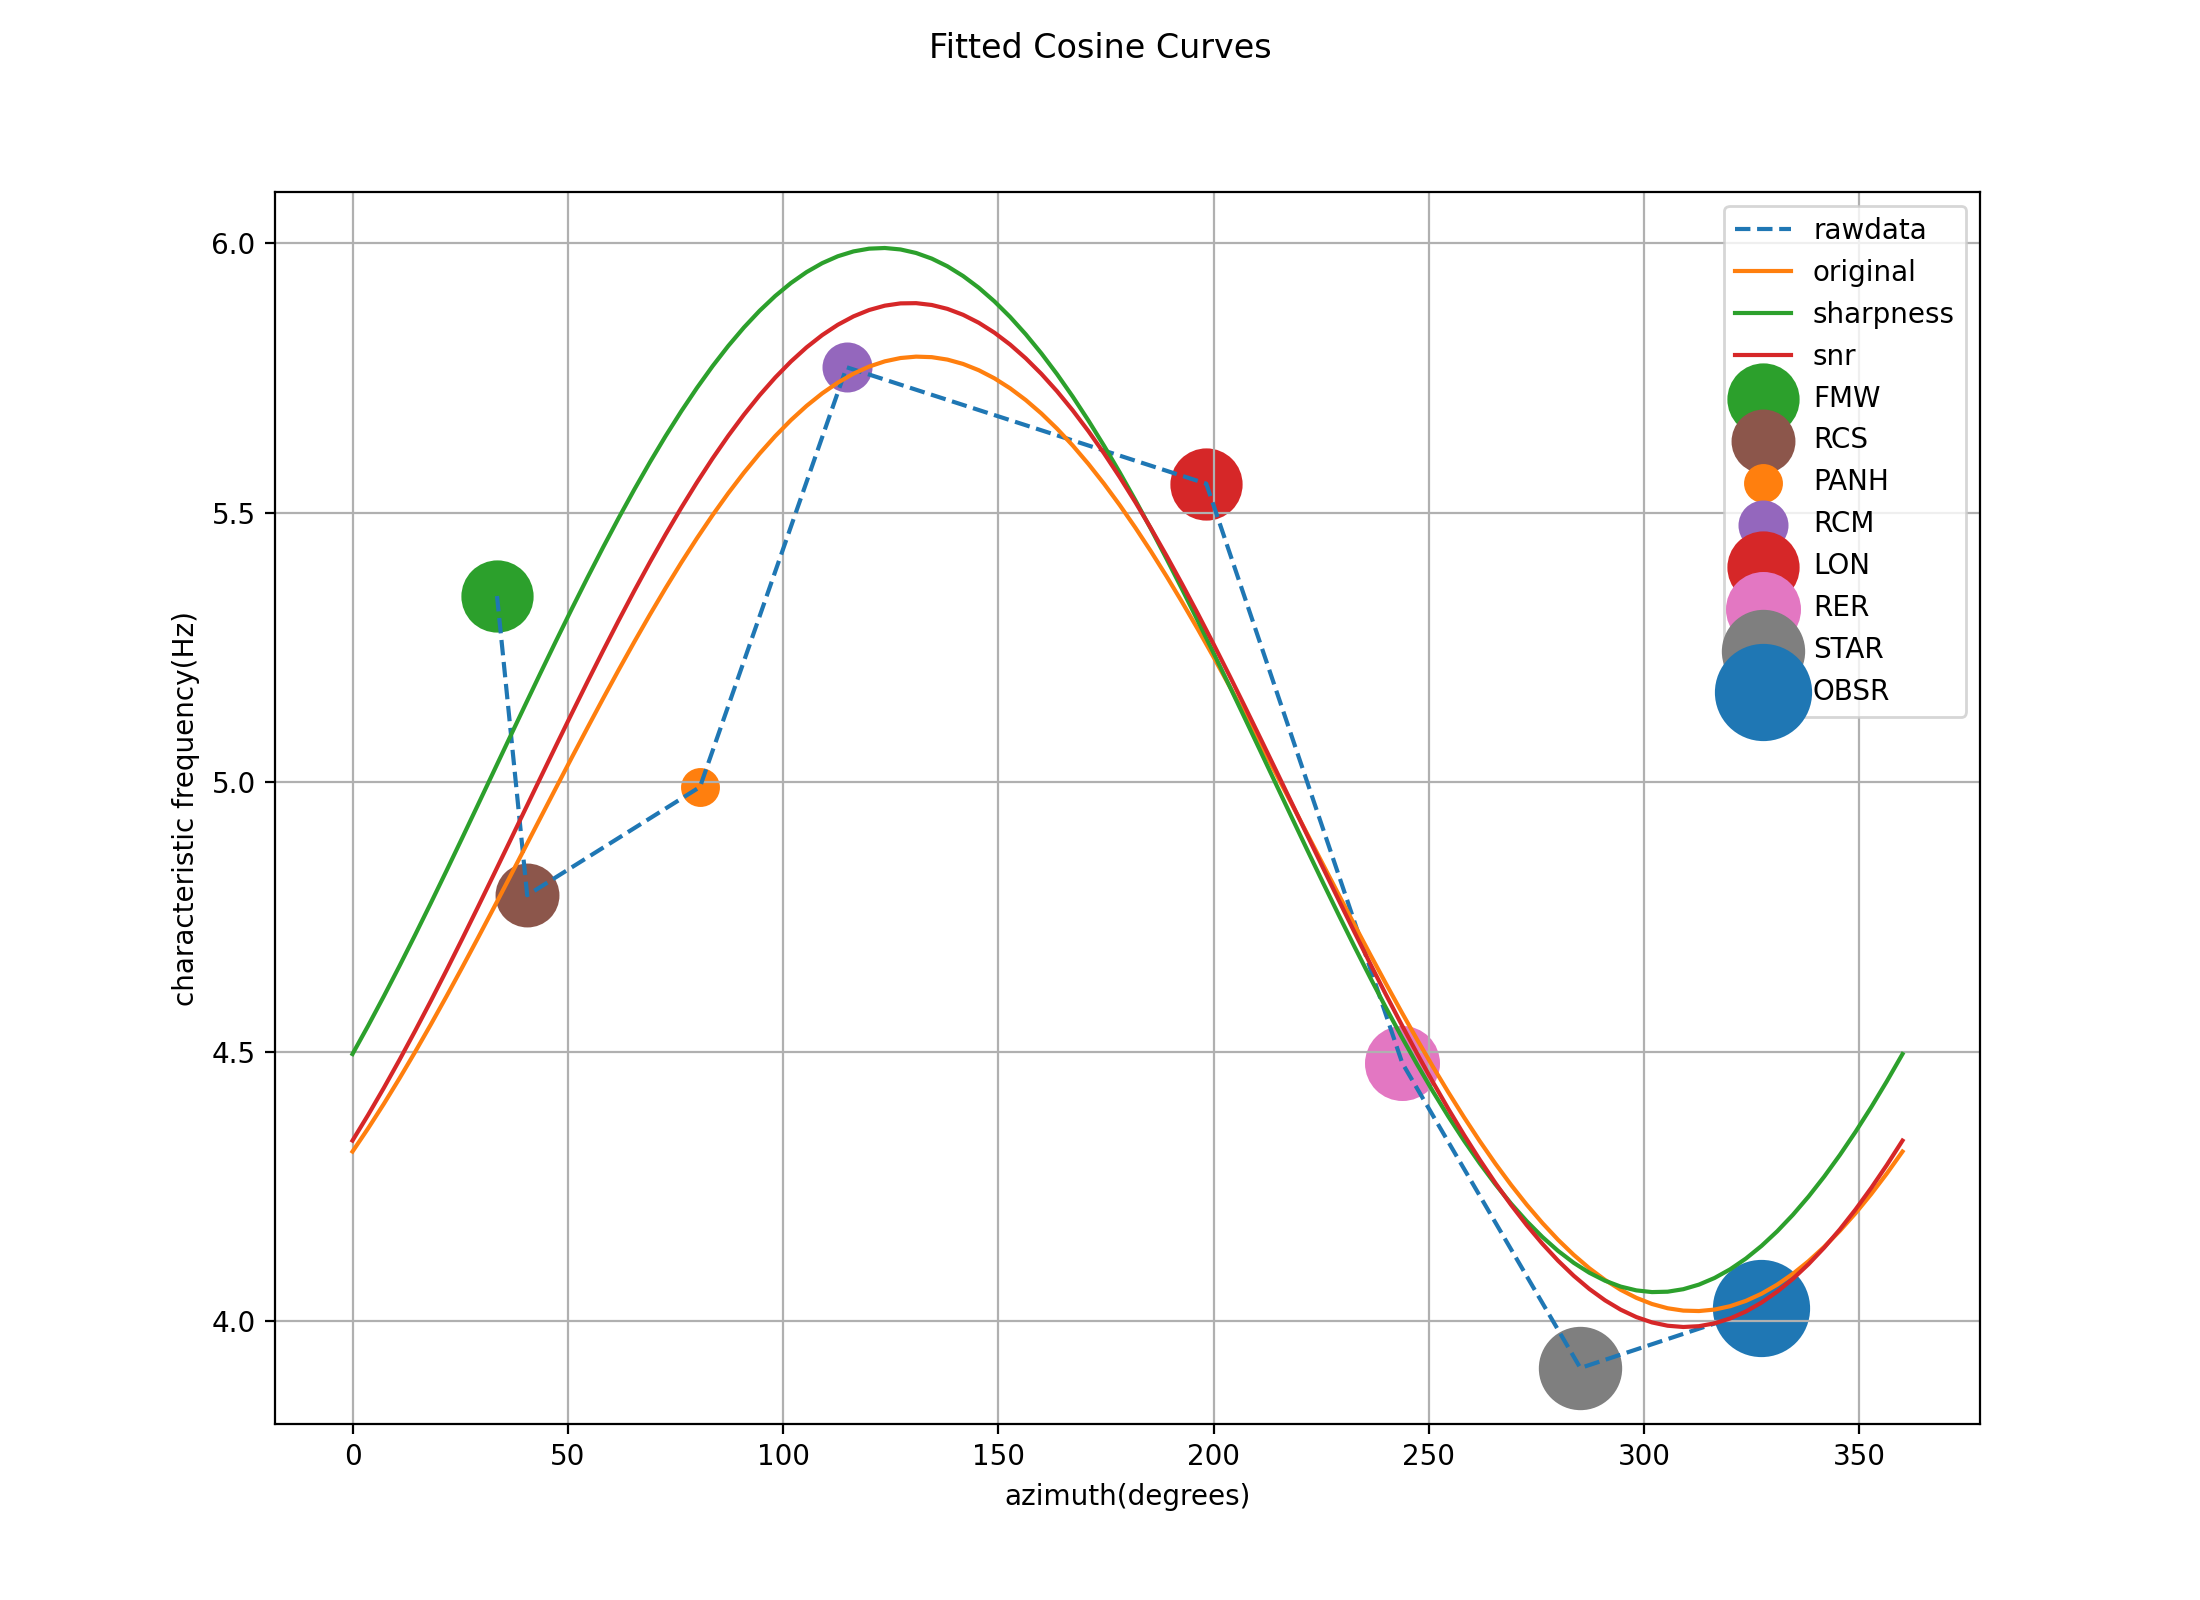 Fitted Cosine Curves
6.0
5.5
5.0
4.5
4.0
characteristic frequency(Hz)
0 50 100 150 200 250 300 350
azimuth(degrees)
rawdata
original
sharpness
snr
FMW
RCS
PANH
RCM
LON
RER
STAR
OBSR